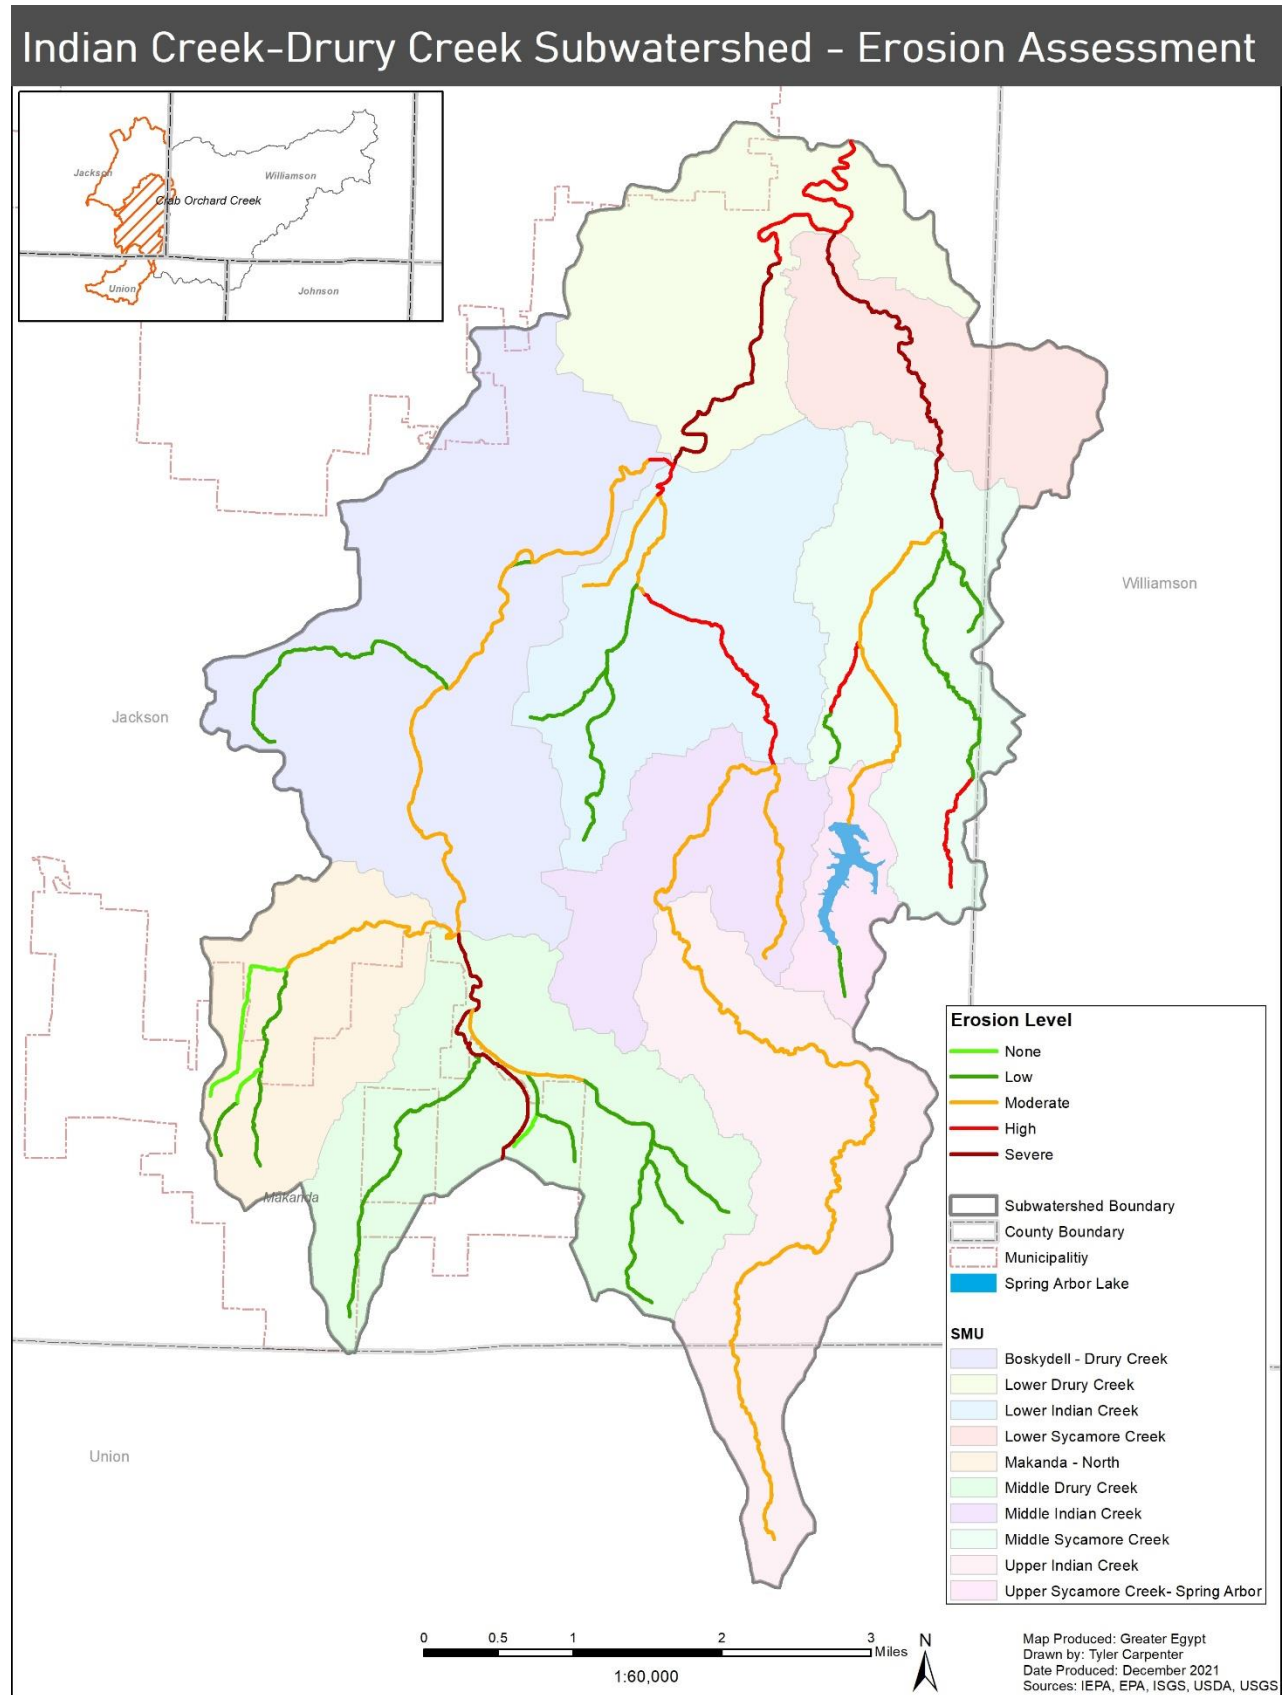 Indian Creek-Drury Creek Subwatershed - Erosion Assessment
Jackson
Williamson
Crab Orchard Creek
Union
Johnson
Williamson
Jackson
Makanda
Union
Erosion Level
None
Low
Moderate
High
Severe
Subwatershed Boundary
County Boundary
Municipalitiy
Spring Arbor Lake
SMU
Boskydell - Drury Creek
Lower Drury Creek
Lower Indian Creek
Lower Sycamore Creek
Makanda - North
Middle Drury Creek
Middle Indian Creek
Middle Sycamore Creek
Upper Indian Creek
Upper Sycamore Creek- Spring Arbor
0 0.5 1 2 3
Miles
1:60,000
N
Map Produced: Greater Egypt
Drawn by: Tyler Carpenter
Date Produced: December 2021
Sources: IEPA, EPA, ISGS, USDA, USGS